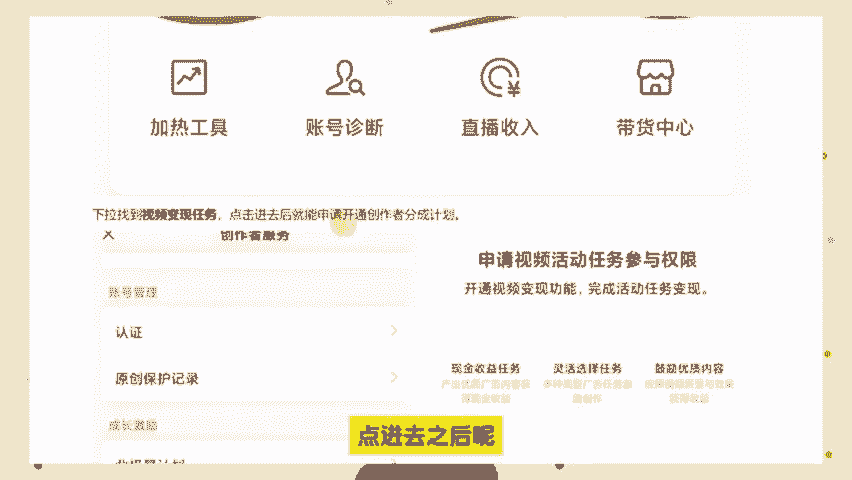 加热工具 账号诊断 直播收入 带货中心
下拉找到视频变现任务，点击进去后就能申请开通创作者分成计划。
创作者服务
账号管理
认证
原创保护记录
成长激励
申请视频活动任务参与权限
开通视频变现功能，完成活动任务变现。
现金收益任务 灵活选择任务 鼓励优质内容
点进去之后呢